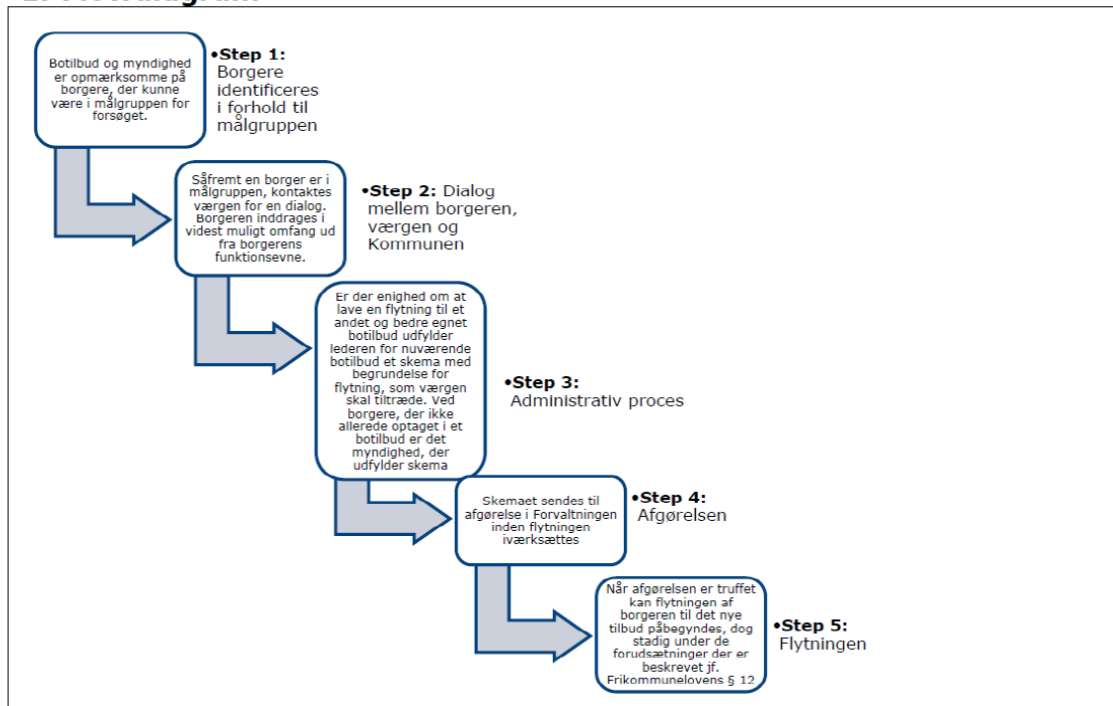 Botilbud og myndighed
er opmærksomme på
borgere, der kunne
være i målgruppen for
forsøget.
•Step 1:
Borgere
identificeres
i forhold til
målgruppen
Såfremt en borger er i
målgruppen, kontaktes
værgen for en dialog.
Borgeren inddrages i
videst muligt omfang ud
fra borgerens
funktionsevne.
•Step 2: Dialog
mellem borgeren,
værgen og
Kommunen
Er der enighed om at
lave en flytning til et
andet og bedre egnet
botilbud udfylder
lederen for nuværende
botilbud et skema med
begrundelse for
flytning, som værgen
skal tiltræde. Ved
borgere, der ikke
allerede optaget i et
botilbud er det
myndighed, der
udfylder skema
•Step 3:
Administrativ proces
Skemaet sendes til
afgørelse i Forvaltningen
inden flytningen
iværksættes
•Step 4:
Afgørelsen
Når afgørelsen er truffet
kan flytningen af
borgeren til det nye
tilbud påbegyndes, dog
stadig under de
forudsætninger der er
beskrevet jf.
Frikommunelovens § 12
•Step 5:
Flytningen